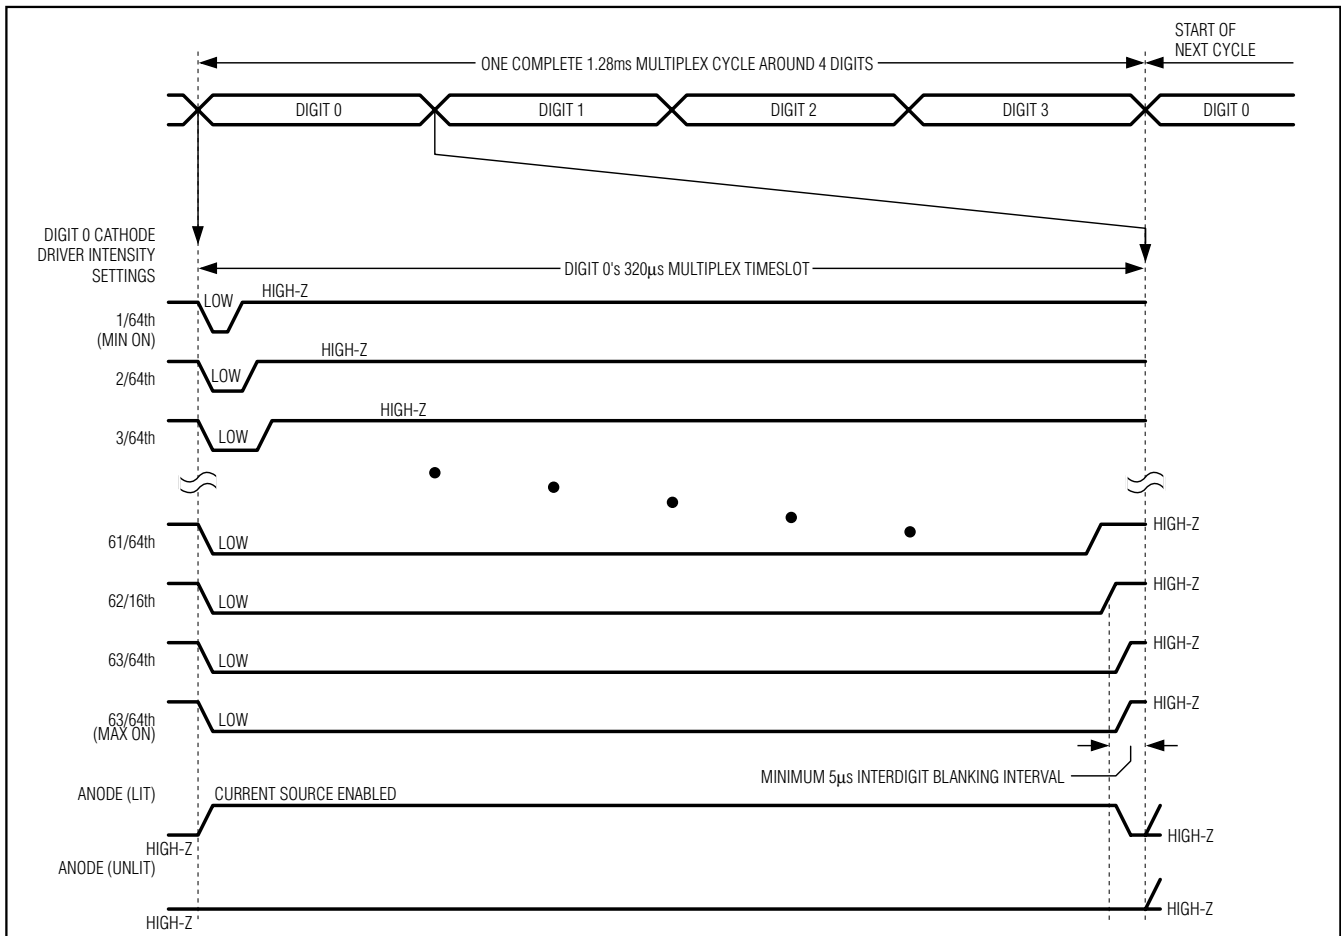 START OF
NEXT CYCLE
ONE COMPLETE 1.28ms MULTIPLEX CYCLE AROUND 4 DIGITS
DIGIT 0
DIGIT 1
DIGIT 2
DIGIT 3
DIGIT 0
DIGIT 0 CATHODE
DRIVER INTENSITY
SETTINGS
DIGIT 0's 320μs MULTIPLEX TIMESLOT
LOW
HIGH-Z
1/64th
(MIN ON)
HIGH-Z
2/64th
LOW
HIGH-Z
3/64th
LOW
61/64th
LOW
HIGH-Z
62/16th
LOW
HIGH-Z
63/64th
LOW
HIGH-Z
63/64th
(MAX ON)
LOW
HIGH-Z
MINIMUM 5μs INTERDIGIT BLANKING INTERVAL
ANODE (LIT)
CURRENT SOURCE ENABLED
HIGH-Z
HIGH-Z
ANODE (UNLIT)
HIGH-Z
HIGH-Z